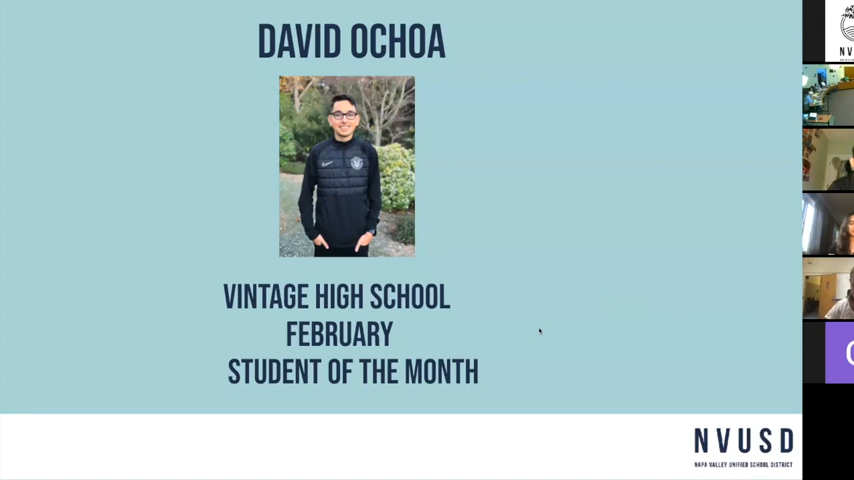 DAVID OCHOA
VINTAGE HIGH SCHOOL
FEBRUARY
STUDENT OF THE MONTH
NVUSD
NAPA VALLEY UNIFIED SCHOOL DISTRICT